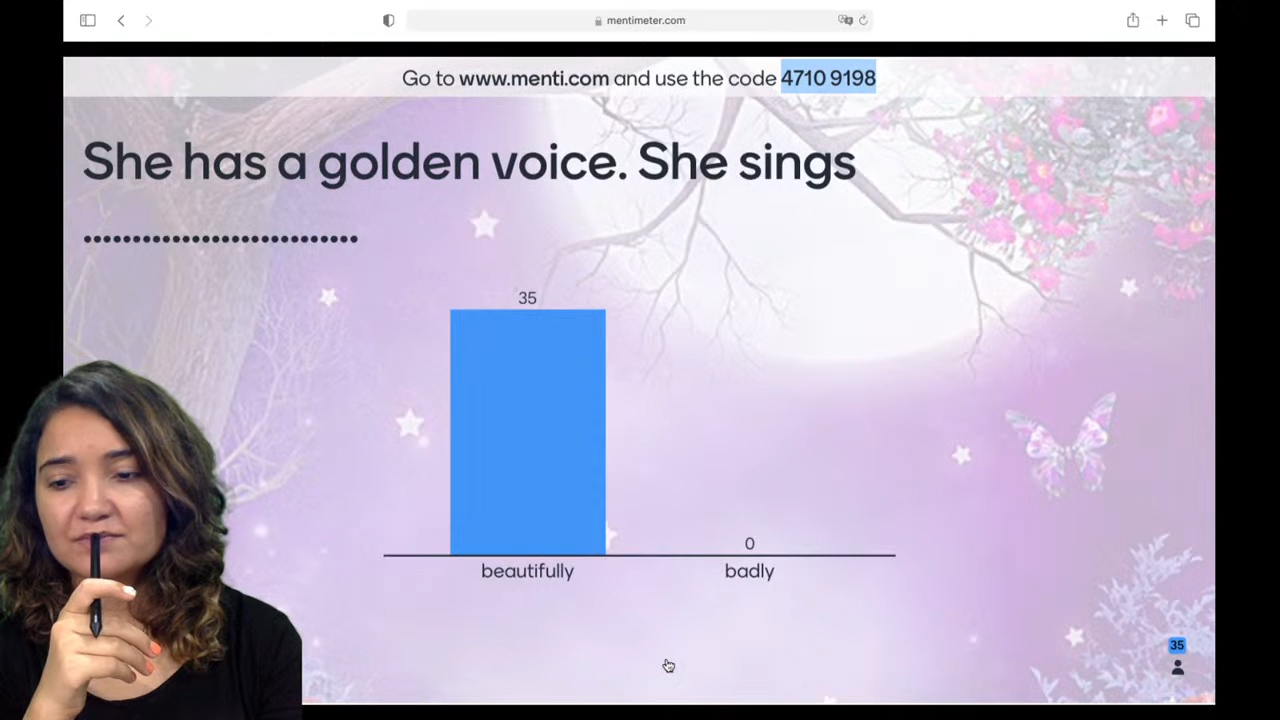 mentimeter.com
Go to www.menti.com and use the code 4710 9198
She has a golden voice. She sings
............................
35
0
beautifully
badly
35